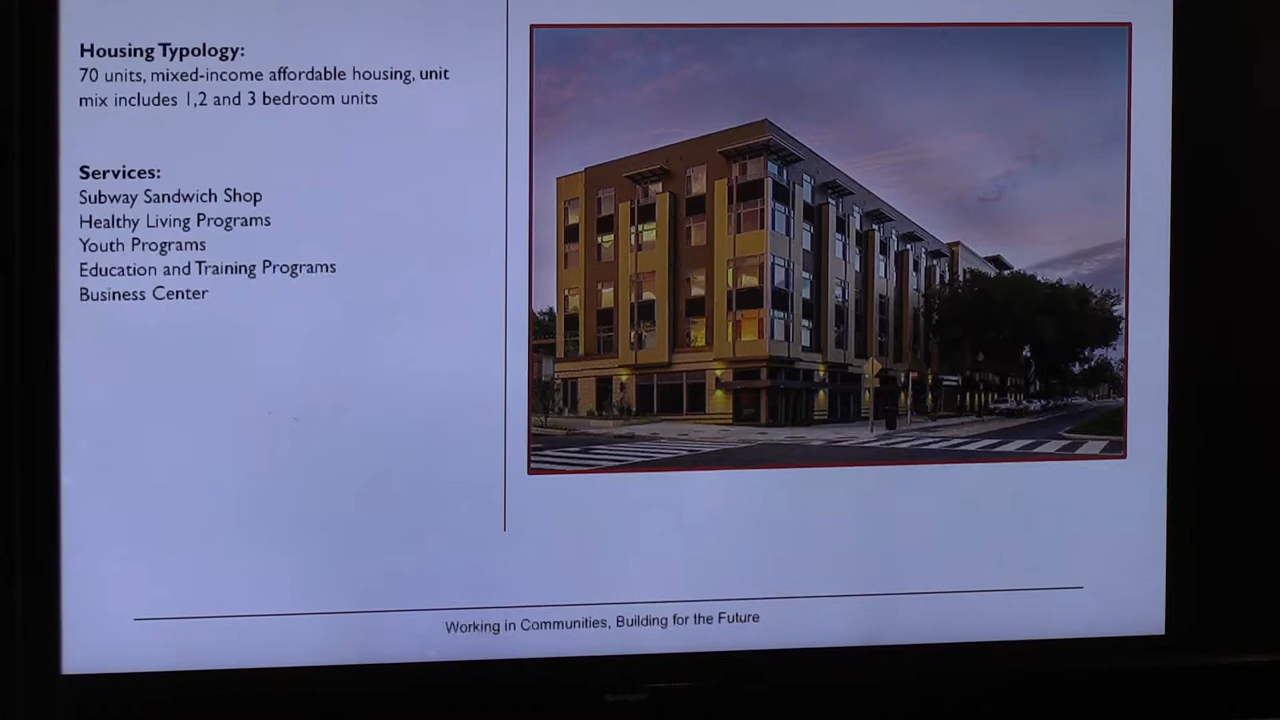 Housing Typology:
70 units, mixed-income affordable housing, unit
mix includes 1,2 and 3 bedroom units
Services:
Subway Sandwich Shop
Healthy Living Programs
Youth Programs
Education and Training Programs
Business Center
Working in Communities, Building for the Future